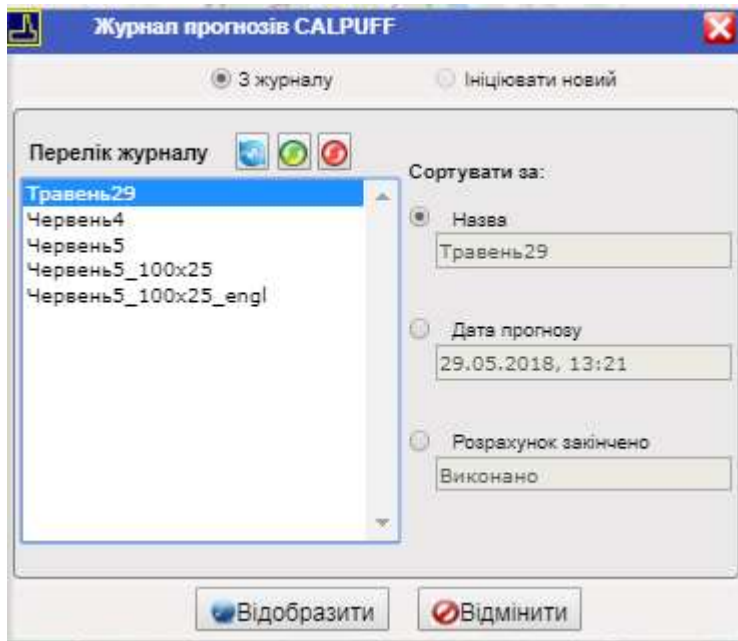 Журнал прогнозів CALPUFF
З журналу
Ініціювати новий
Перелік журналу
Травень29
Червень4
Червень5
Червень5_100x25
Червень5_100x25_engl
Сортувати за:
Назва
Травень29
Дата прогнозу
29.05.2018, 13:21
Розрахунок закінчено
Виконано
Відобразити
Відмінити